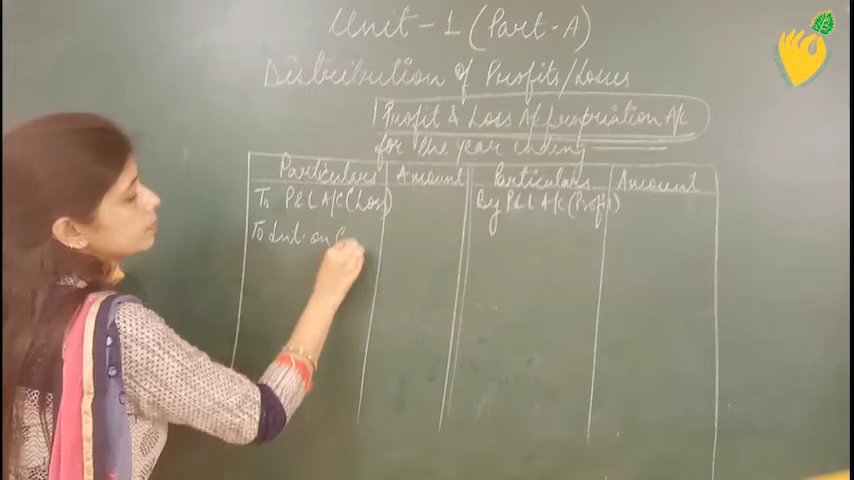 Unit - 1 (Part - A)
Distribution of Profits/Losses
Profit & Loss Appropriation A/c
for the year ending
Particulars Amount Particulars Amount
To P&L A/c (Loss) By P&L A/c (Profit)
To Int. on